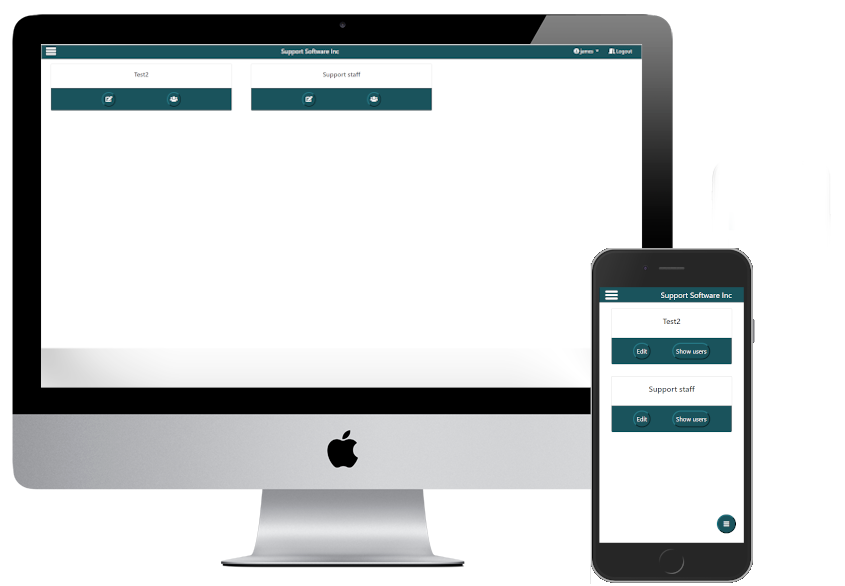 Support Software Inc
james
Logout
Test2
Support staff
Support Software Inc
Test2
Edit
Show users
Support staff
Edit
Show users